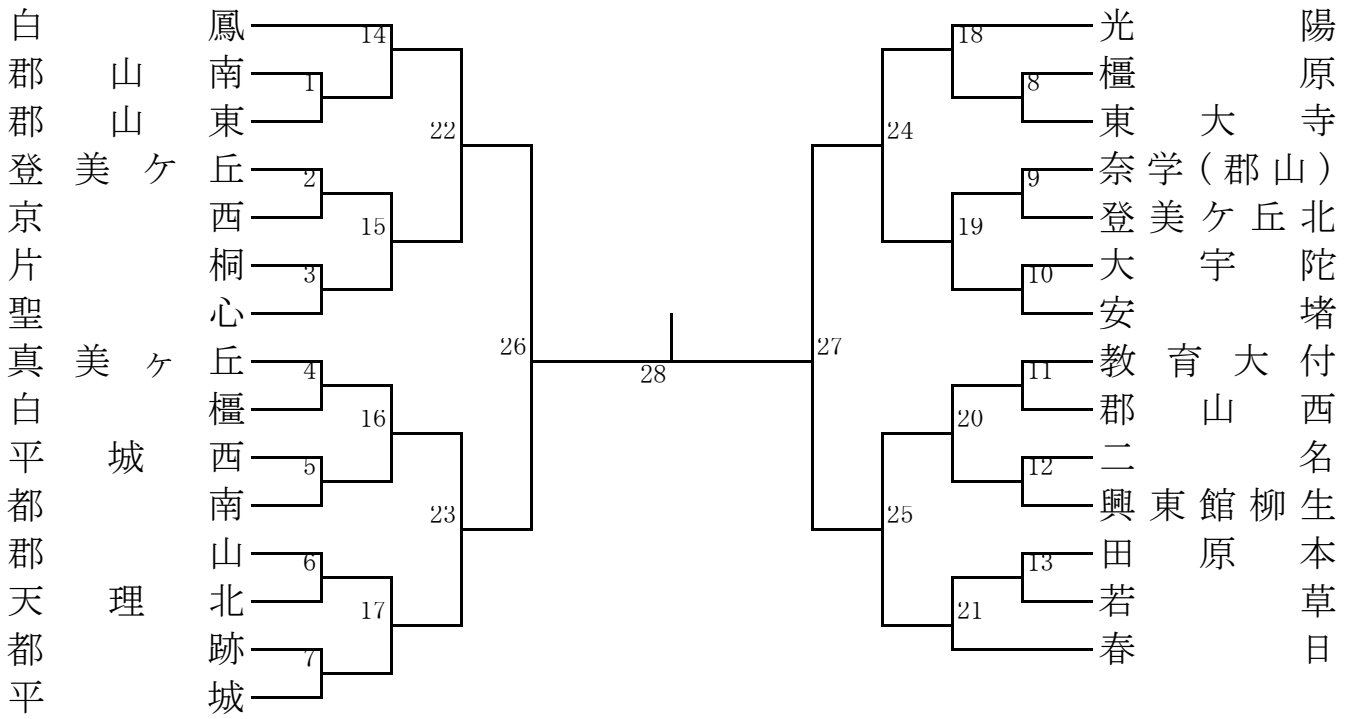 白鳳
郡山南
郡山東
登美ケ丘
京西
片桐
聖心
真美ヶ丘
白橿
平城西
都南
郡山
天理北
都跡
平城
1
2
3
4
5
6
7
14
15
16
17
22
23
26
28
27
24
25
18
19
20
21
8
9
10
11
12
13
光陽
橿原
東大寺
奈学(郡山)
登美ケ丘北
大宇陀
安堵
教育大付
郡山西
二名
興東館柳生
田原本
若草
春日